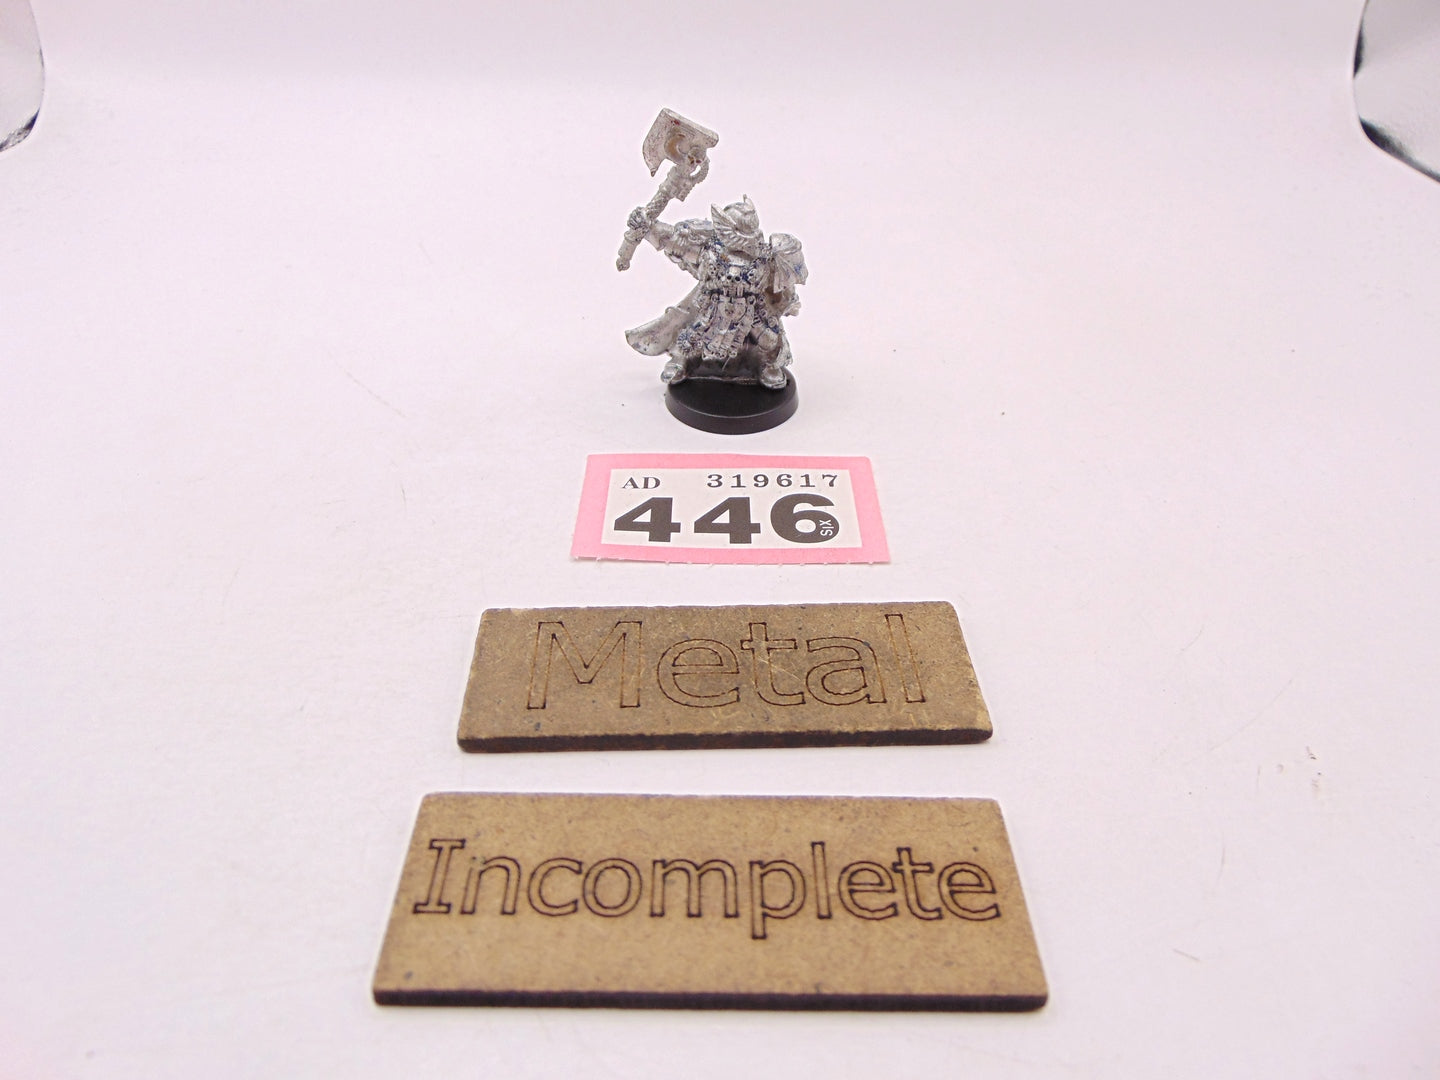 AD 319617
446 SIX
Metal
Incomplete